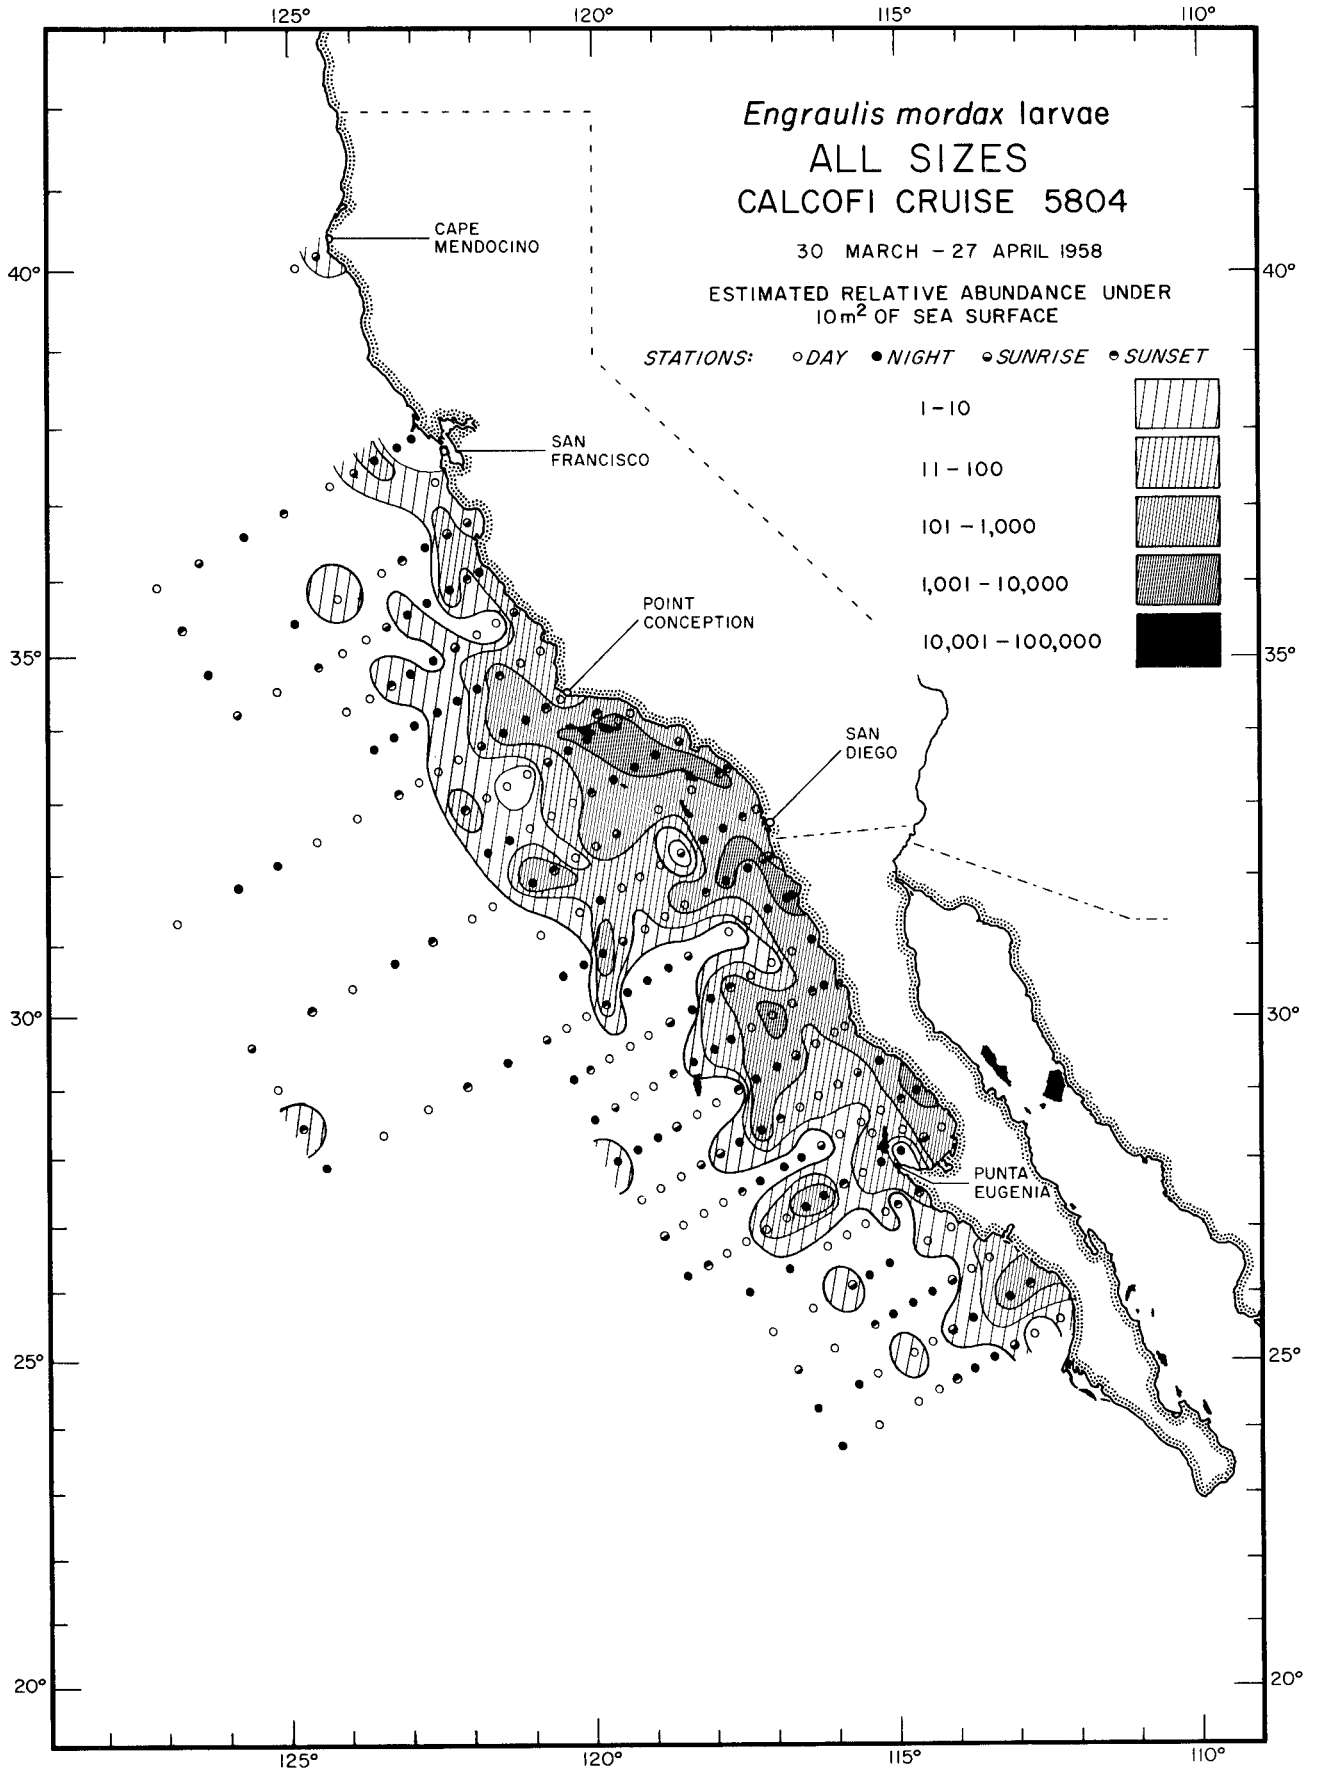 125° 120° 115° 110°
Engraulis mordax larvae
ALL SIZES
CALCOFI CRUISE 5804
30 MARCH – 27 APRIL 1958
ESTIMATED RELATIVE ABUNDANCE UNDER
10m² OF SEA SURFACE
STATIONS: DAY NIGHT SUNRISE SUNSET
1–10
11–100
101–1,000
1,001–10,000
10,001–100,000
CAPE
MENDOCINO
40° 40°
SAN
FRANCISCO
POINT
CONCEPTION
35° 35°
SAN
DIEGO
30° 30°
PUNTA
EUGENIA
25° 25°
20° 20°
125° 120° 115° 110°